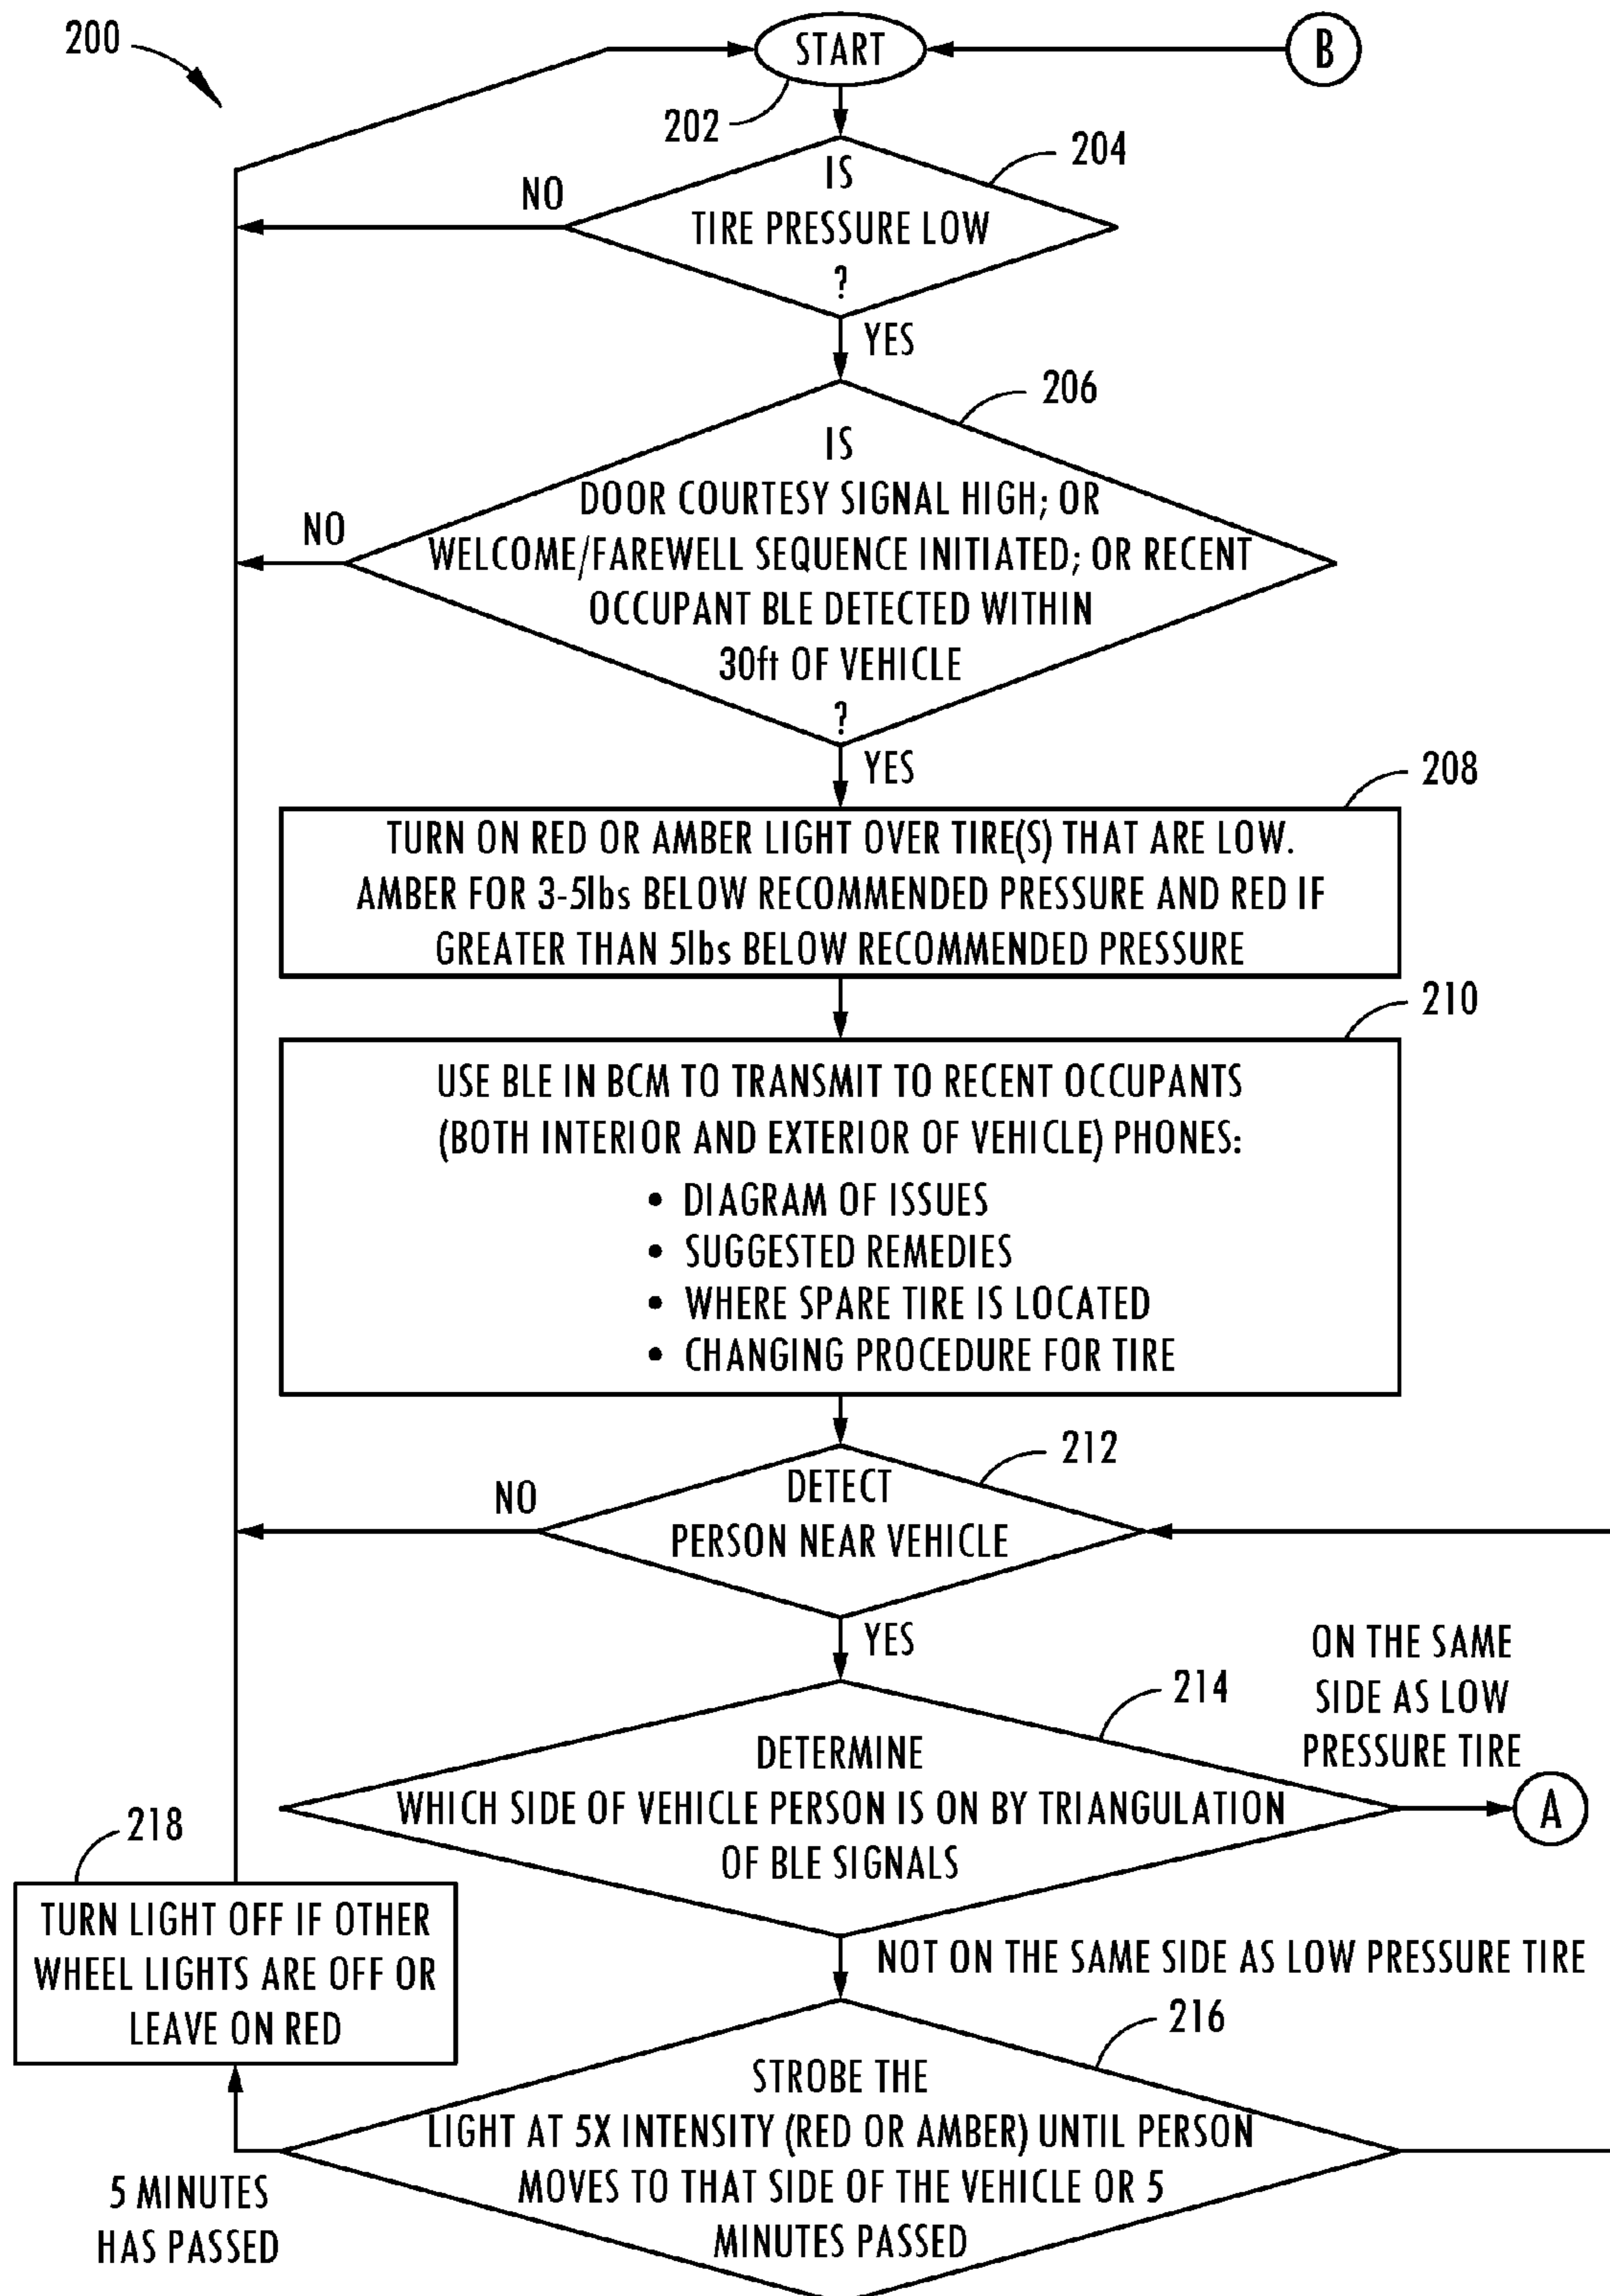 200
START
B
202
204
IS
TIRE PRESSURE LOW
?
NO
YES
206
IS
DOOR COURTESY SIGNAL HIGH; OR
WELCOME/FAREWELL SEQUENCE INITIATED; OR RECENT
OCCUPANT BLE DETECTED WITHIN
30ft OF VEHICLE
?
NO
YES
208
TURN ON RED OR AMBER LIGHT OVER TIRE(S) THAT ARE LOW.
AMBER FOR 3-5lbs BELOW RECOMMENDED PRESSURE AND RED IF
GREATER THAN 5lbs BELOW RECOMMENDED PRESSURE
210
USE BLE IN BCM TO TRANSMIT TO RECENT OCCUPANTS
(BOTH INTERIOR AND EXTERIOR OF VEHICLE) PHONES:
• DIAGRAM OF ISSUES
• SUGGESTED REMEDIES
• WHERE SPARE TIRE IS LOCATED
• CHANGING PROCEDURE FOR TIRE
212
DETECT
PERSON NEAR VEHICLE
NO
YES
214
DETERMINE
WHICH SIDE OF VEHICLE PERSON IS ON BY TRIANGULATION
OF BLE SIGNALS
ON THE SAME
SIDE AS LOW
PRESSURE TIRE
A
NOT ON THE SAME SIDE AS LOW PRESSURE TIRE
218
TURN LIGHT OFF IF OTHER
WHEEL LIGHTS ARE OFF OR
LEAVE ON RED
216
STROBE THE
LIGHT AT 5X INTENSITY (RED OR AMBER) UNTIL PERSON
MOVES TO THAT SIDE OF THE VEHICLE OR 5
MINUTES PASSED
5 MINUTES
HAS PASSED